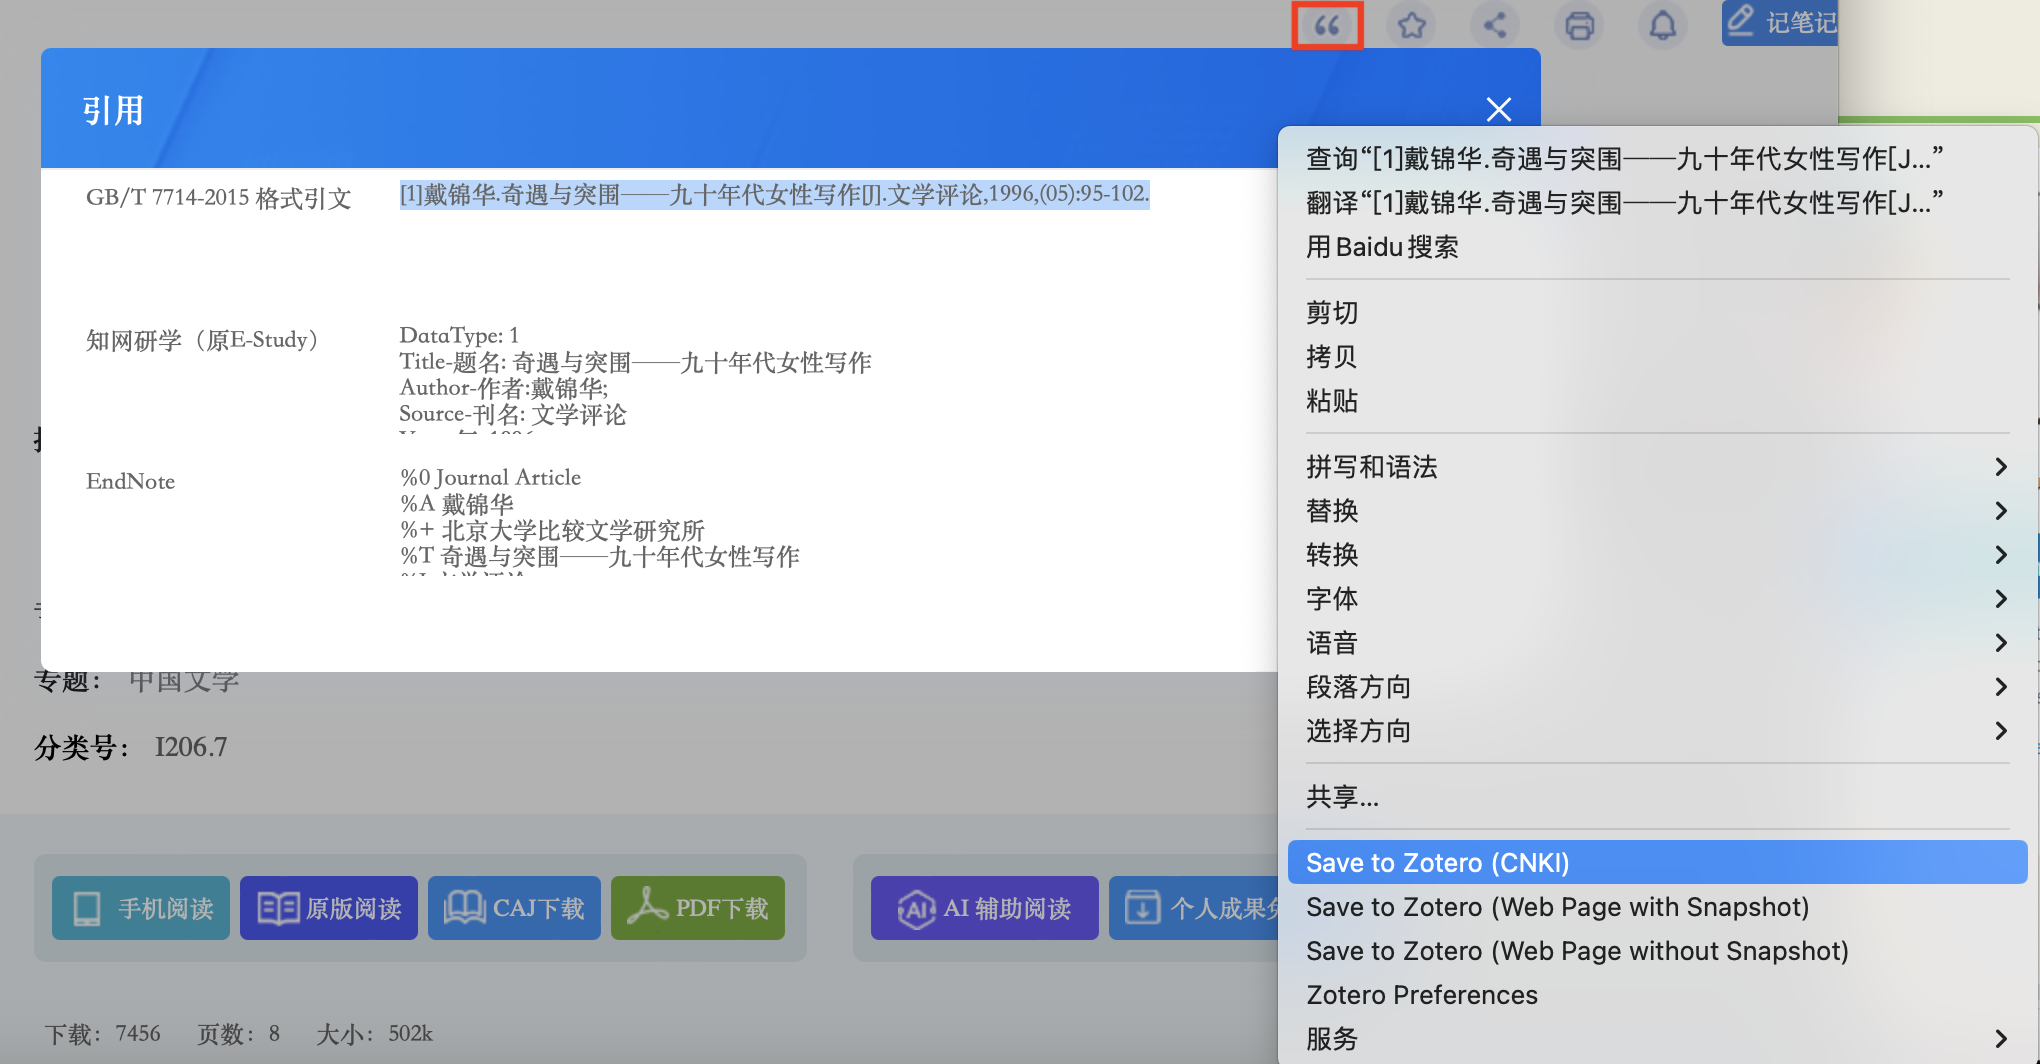 记笔记
引用
GB/T 7714-2015 格式引文
[1]戴锦华.奇遇与突围——九十年代女性写作[J].文学评论,1996,(05):95-102.
知网研学（原E-Study）
DataType: 1
Title-题名: 奇遇与突围——九十年代女性写作
Author-作者:戴锦华;
Source-刊名: 文学评论
EndNote
%0 Journal Article
%A 戴锦华
%+ 北京大学比较文学研究所
%T 奇遇与突围——九十年代女性写作
专题： 中国文学
分类号： I206.7
手机阅读
原版阅读
CAJ下载
PDF下载
AI 辅助阅读
个人成果免
下载： 7456 页数： 8 大小： 502k
查询“[1]戴锦华.奇遇与突围——九十年代女性写作[J...”
翻译“[1]戴锦华.奇遇与突围——九十年代女性写作[J...”
用Baidu搜索
剪切
拷贝
粘贴
拼写和语法
替换
转换
字体
语音
段落方向
选择方向
共享...
Save to Zotero (CNKI)
Save to Zotero (Web Page with Snapshot)
Save to Zotero (Web Page without Snapshot)
Zotero Preferences
服务